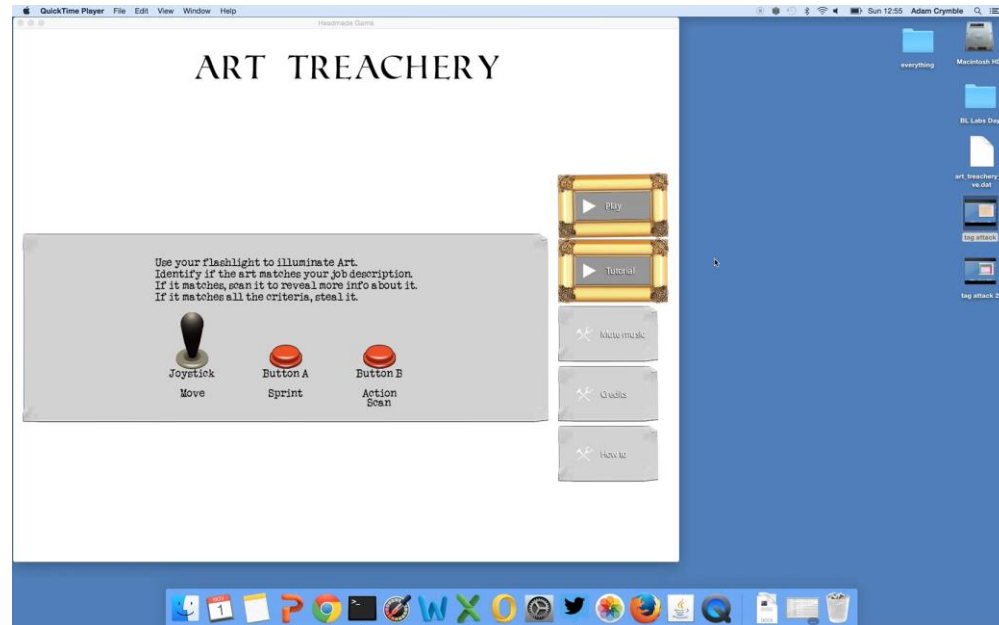 QuickTime Player File Edit View Window Help
Sun 12:55 Adam Crymble
Handmade Game
ART TREACHERY
everything
Macintosh HD
BL Labs Day
art_treachery
ve.dat
tag attack
tag attack 2
Play
Tutorial
Mute music
Credits
How to
Use your flashlight to illuminate Art.
Identify if the art matches your job description.
If it matches, scan it to reveal more info about it.
If it matches all the criteria, steal it.
Joystick Button A Button B
Move Sprint Action
Scan
NOV
1